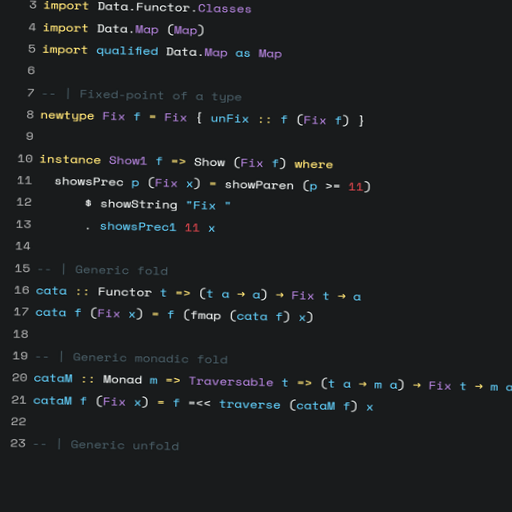 3 import Data.Functor.Classes
4 import Data.Map (Map)
5 import qualified Data.Map as Map
6
7 -- | Fixed-point of a type
8 newtype Fix f = Fix { unFix :: f (Fix f) }
9
10 instance Show1 f => Show (Fix f) where
11 showsPrec p (Fix x) = showParen (p >= 11)
12 $ showString "Fix "
13 . showsPrec1 11 x
14
15 -- | Generic fold
16 cata :: Functor t => (t a → a) → Fix t → a
17 cata f (Fix x) = f (fmap (cata f) x)
18
19 -- | Generic monadic fold
20 cataM :: Monad m => Traversable t => (t a → m a) → Fix t → m a
21 cataM f (Fix x) = f =<< traverse (cataM f) x
22
23 -- | Generic unfold